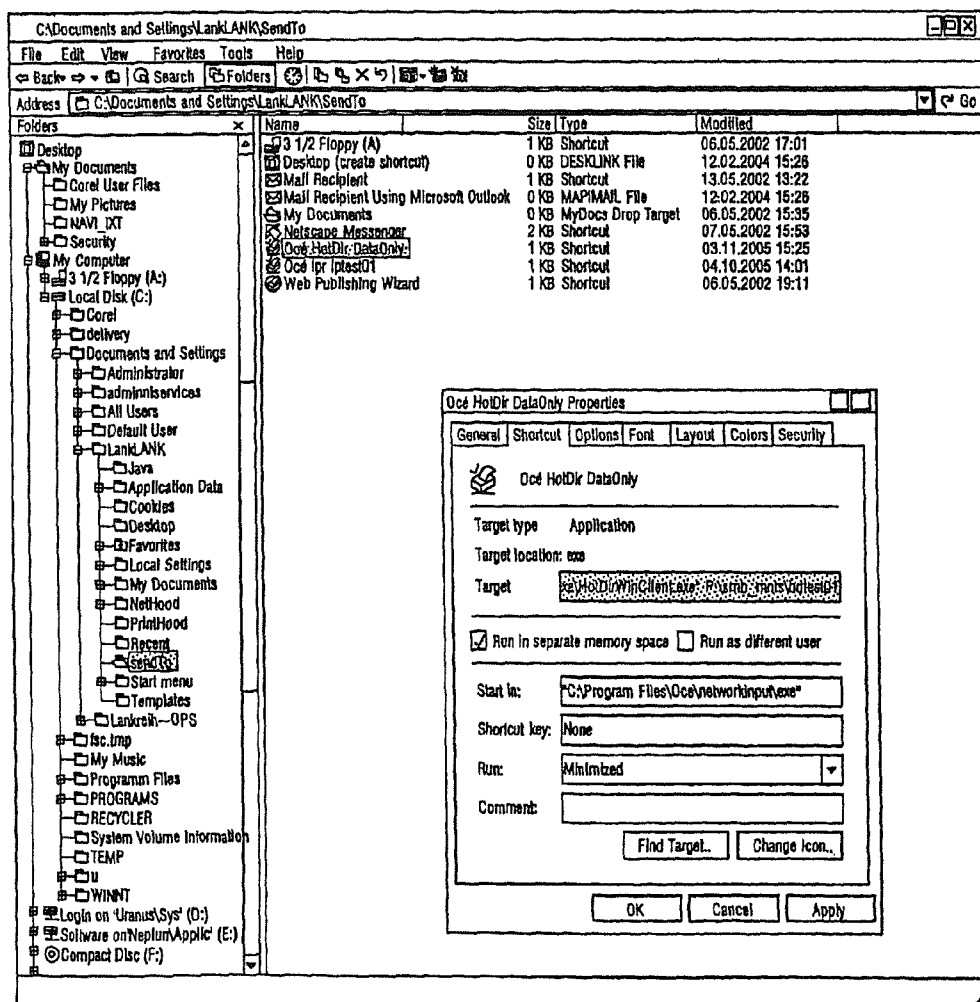 C:\Documents and Settings\LankLANK\SendTo
File Edit View Favorites Tools Help
Back Search Folders
Address C:\Documents and Settings\LankLANK\SendTo Go
Folders × Name Size Type Modified
Desktop
My Documents
Corel User Files
My Pictures
NAVI_TXT
Security
My Computer
3 1/2 Floppy (A:)
Local Disk (C:)
Corel
delivery
Documents and Settings
Administrator
adminniservices
All Users
Default User
LankLANK
Java
Application Data
Cookies
Desktop
Favorites
Local Settings
My Documents
NetHood
PrintHood
Recent
sendTo
Start menu
Templates
Lankreih--OPS
fsc.tmp
My Music
Programm Files
PROGRAMS
RECYCLER
System Volume Information
TEMP
u
WINNT
Login on 'Uranus\Sys' (D:)
Software on'Neptum\Applic' (E:)
Compact Disc (F:)
3 1/2 Floppy (A) 1 KB Shortcut 06.05.2002 17:01
Desktop (create shortcut) 0 KB DESKLINK File 12.02.2004 15:26
Mail Recipient 1 KB Shortcut 13.05.2002 13:22
Mail Recipient Using Microsoft Outlook 0 KB MAPIMAIL File 12.02.2004 15:26
My Documents 0 KB MyDocs Drop Target 06.05.2002 15:35
Netscape Messenger 2 KB Shortcut 07.05.2002 15:53
Océ HotDir DataOnly 1 KB Shortcut 03.11.2005 15:25
Océ lpr lptest01 1 KB Shortcut 04.10.2005 14:01
Web Publishing Wizard 1 KB Shortcut 06.05.2002 19:11
Océ HotDir DataOnly Properties
General Shortcut Options Font Layout Colors Security
Océ HotDir DataOnly
Target type Application
Target location: exe
Target
Run in separate memory space Run as different user
Start in: "C:\Program Files\Oce\networkinput\exe"
Shortcut key: None
Run: Minimized
Comment:
Find Target.. Change Icon..
OK Cancel Apply